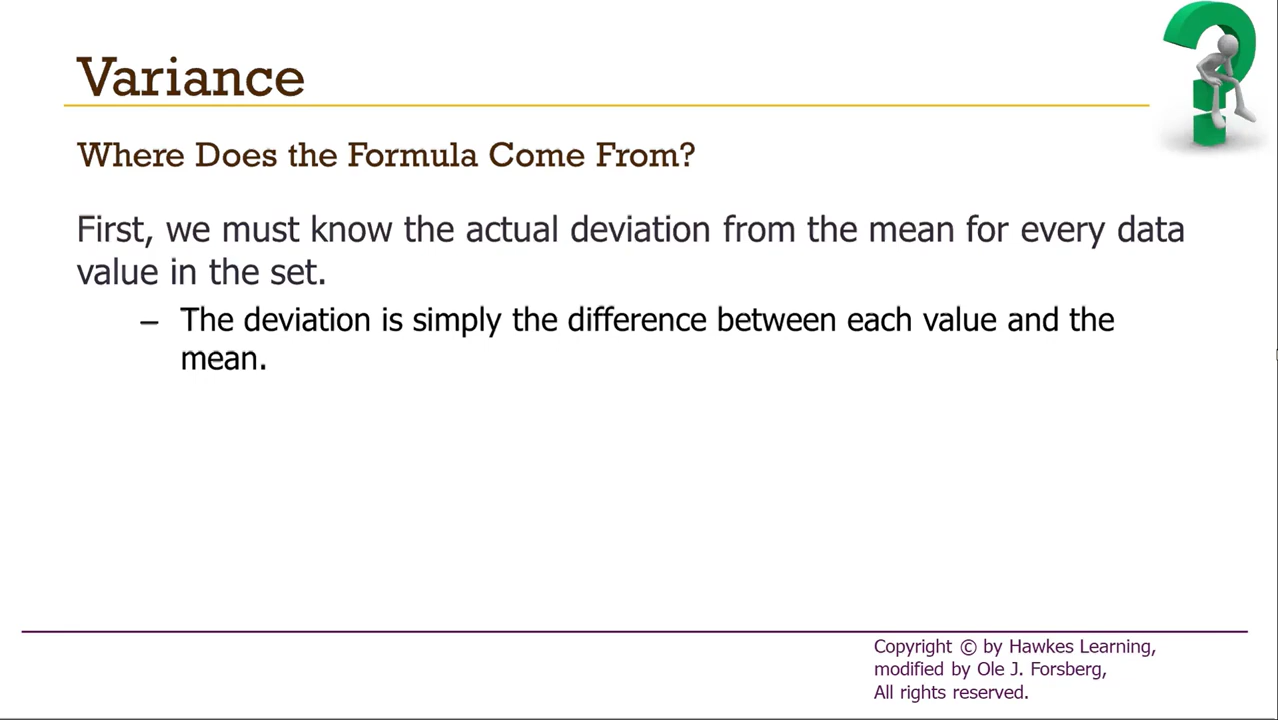 Variance
Where Does the Formula Come From?
First, we must know the actual deviation from the mean for every data
value in the set.
– The deviation is simply the difference between each value and the
mean.
Copyright © by Hawkes Learning,
modified by Ole J. Forsberg,
All rights reserved.